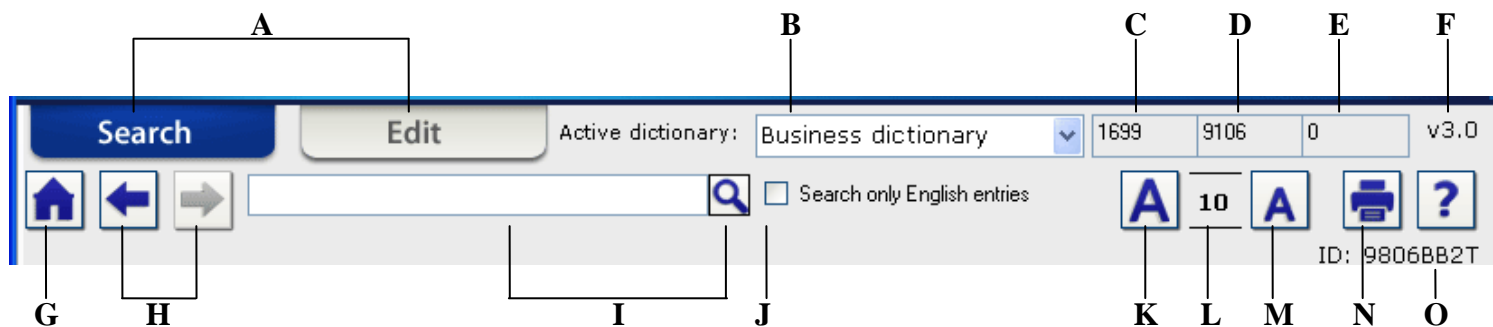 A B C D E F
Search Edit Active dictionary: Business dictionary 1699 9106 0 v3.0
Search only English entries A 10 A ?
ID: 9806BB2T
G H I J K L M N O